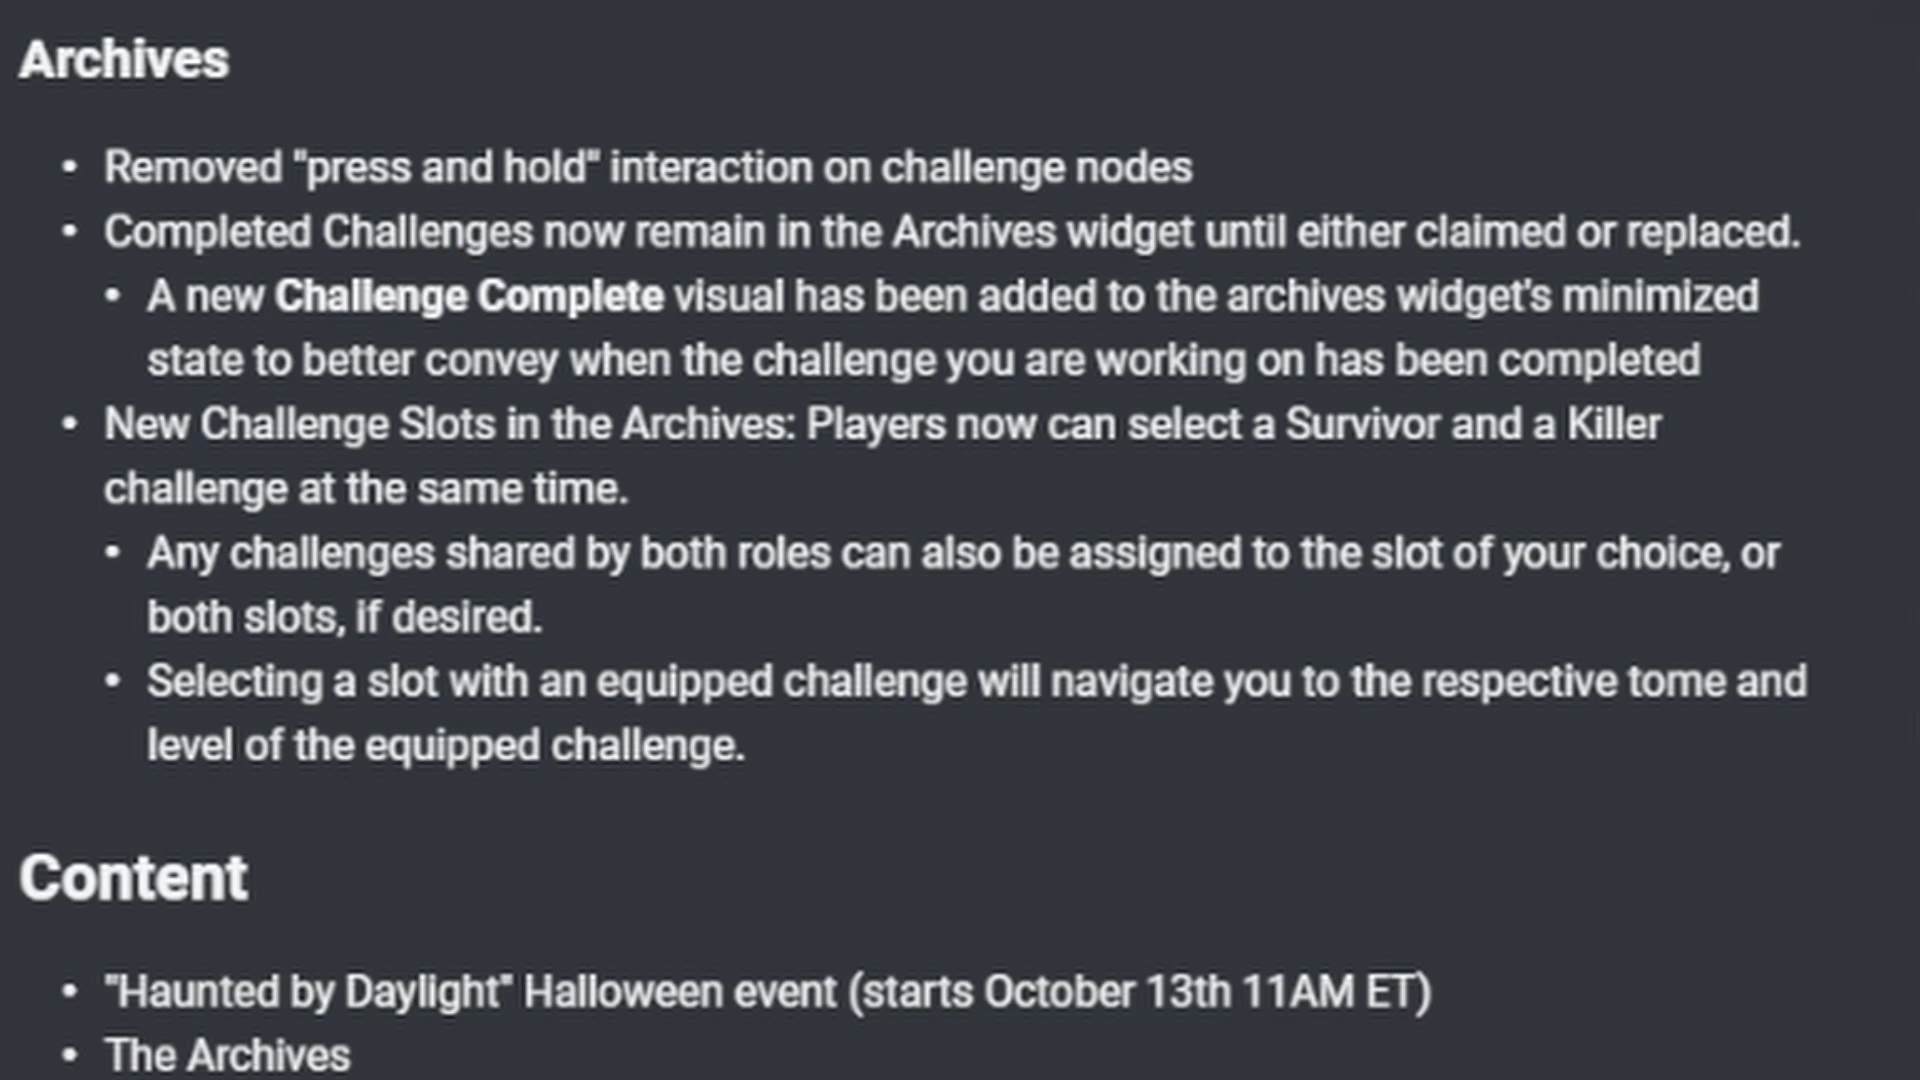 Archives
• Removed "press and hold" interaction on challenge nodes
• Completed Challenges now remain in the Archives widget until either claimed or replaced.
• A new Challenge Complete visual has been added to the archives widget's minimized
state to better convey when the challenge you are working on has been completed
• New Challenge Slots in the Archives: Players now can select a Survivor and a Killer
challenge at the same time.
• Any challenges shared by both roles can also be assigned to the slot of your choice, or
both slots, if desired.
• Selecting a slot with an equipped challenge will navigate you to the respective tome and
level of the equipped challenge.
Content
• "Haunted by Daylight" Halloween event (starts October 13th 11AM ET)
• The Archives